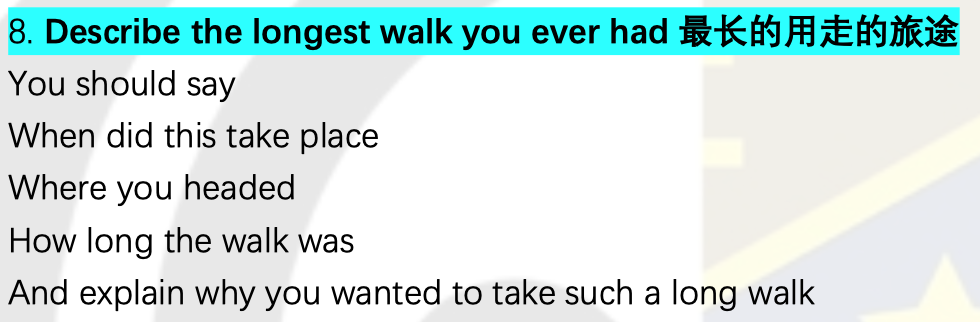 8. Describe the longest walk you ever had 最长的用走的旅途
You should say
When did this take place
Where you headed
How long the walk was
And explain why you wanted to take such a long walk